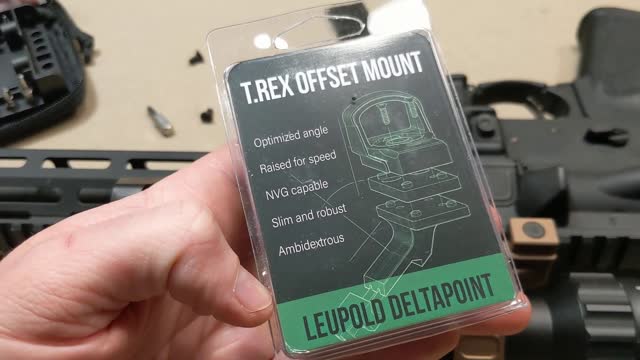 T.REX OFFSET MOUNT
Optimized angle
Raised for speed
NVG capable
Slim and robust
Ambidextrous
LEUPOLD DELTAPOINT